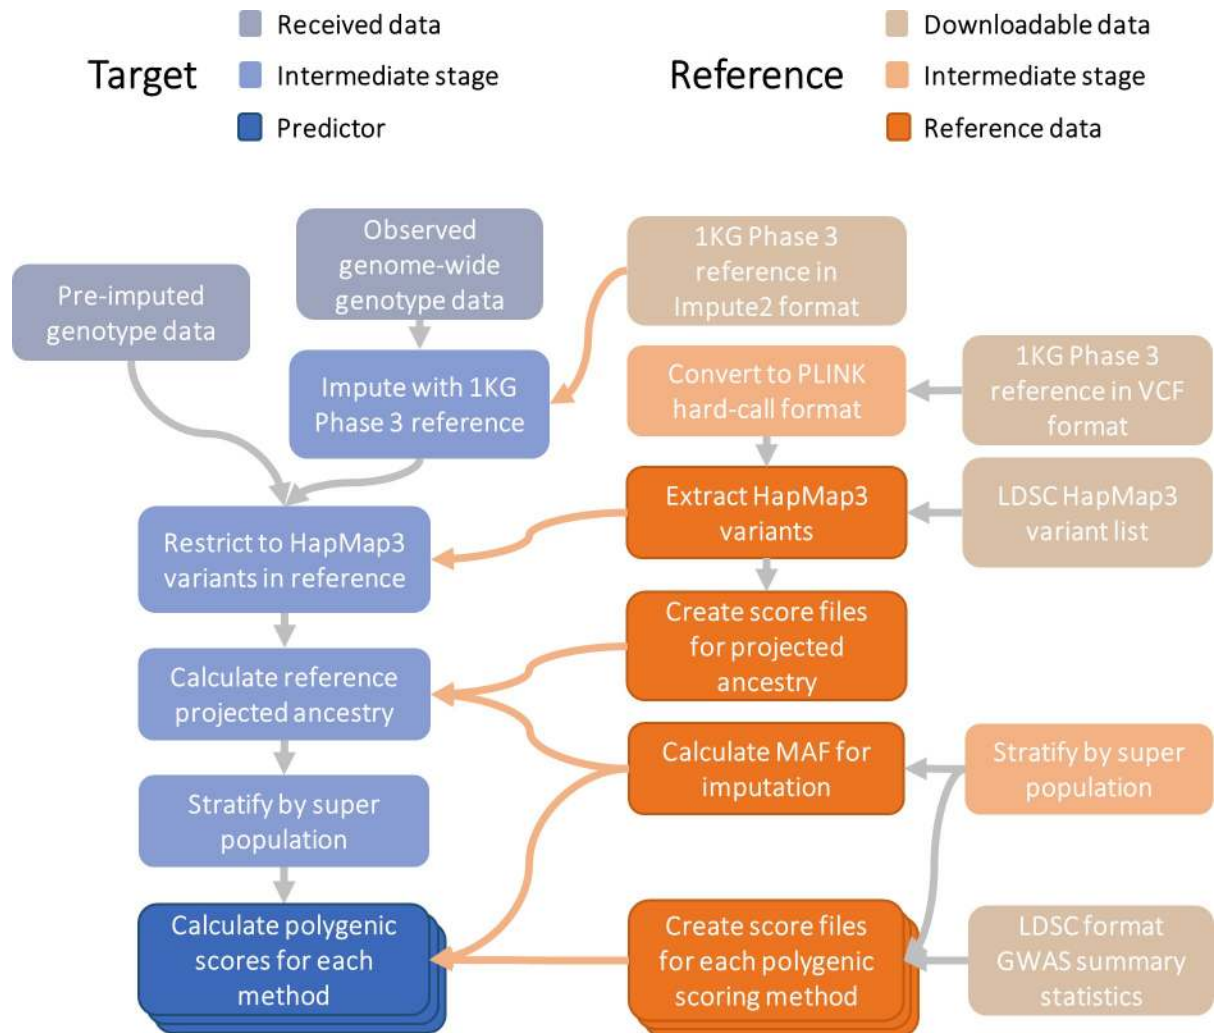 Target
Received data
Intermediate stage
Predictor
Reference
Downloadable data
Intermediate stage
Reference data
Pre-imputed
genotype data
Observed
genome-wide
genotype data
1KG Phase 3
reference in
Impute2 format
Impute with 1KG
Phase 3 reference
Convert to PLINK
hard-call format
1KG Phase 3
reference in VCF
format
Restrict to HapMap3
variants in reference
Extract HapMap3
variants
LDSC HapMap3
variant list
Calculate reference
projected ancestry
Create score files
for projected
ancestry
Stratify by super
population
Calculate MAF for
imputation
Stratify by super
population
Calculate polygenic
scores for each
method
Create score files
for each polygenic
scoring method
LDSC format
GWAS summary
statistics